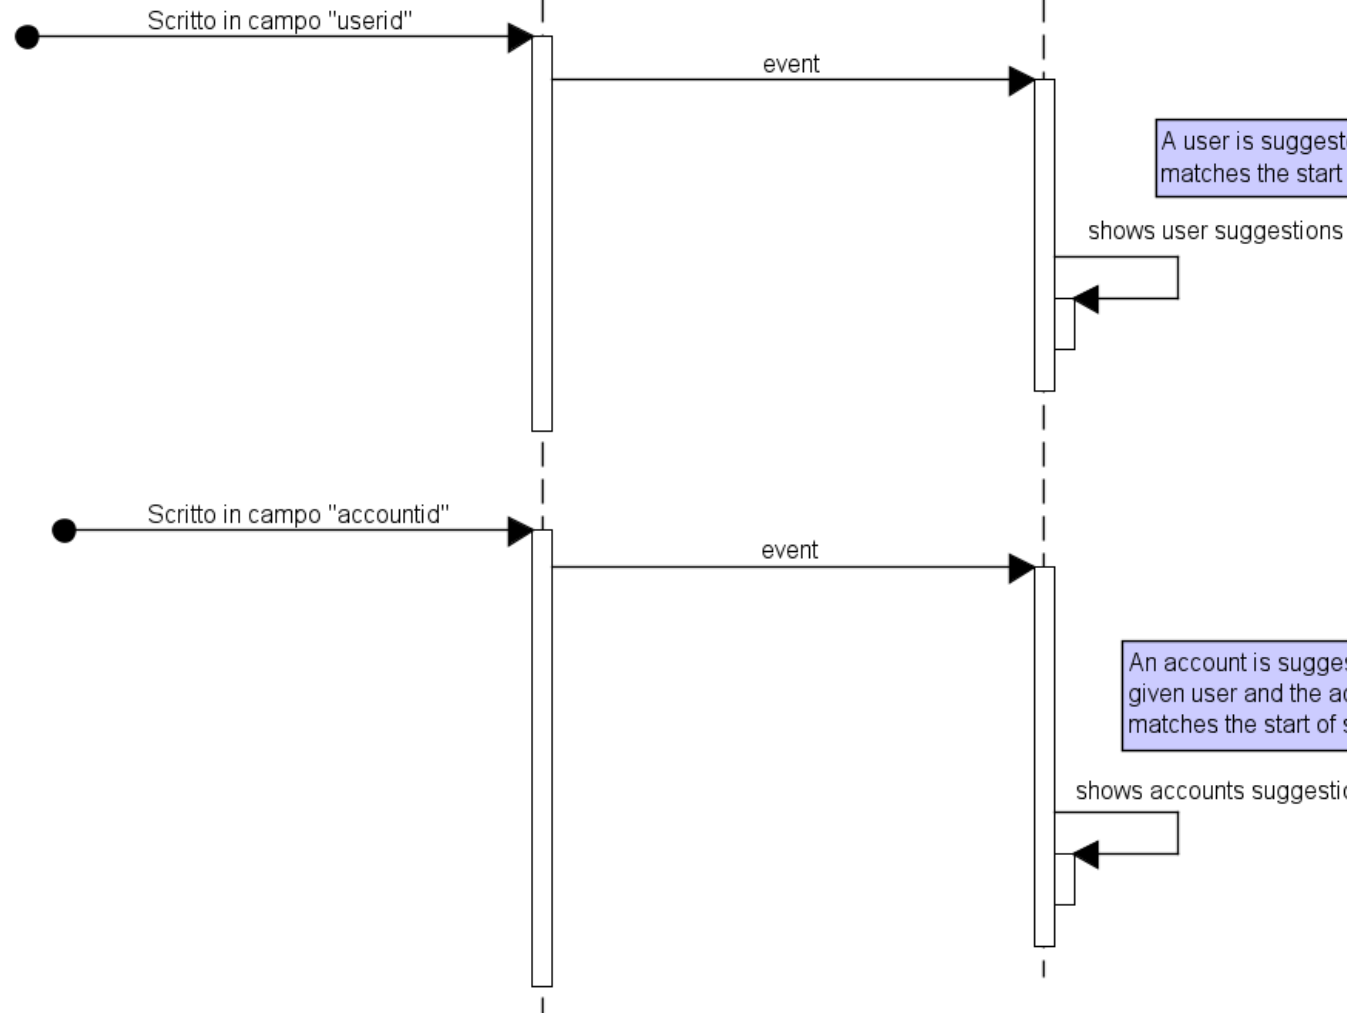 Scritto in campo "userid"
event
A user is suggest
matches the start
shows user suggestions
Scritto in campo "accountid"
event
An account is sugges
given user and the a
matches the start of
shows accounts suggesti